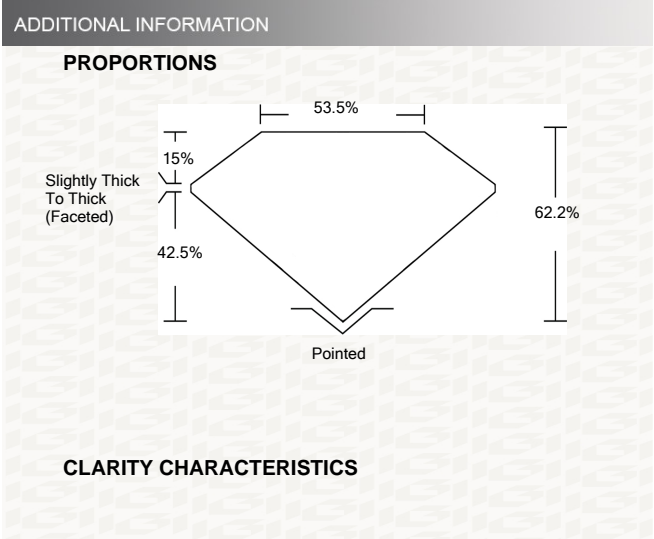 ADDITIONAL INFORMATION
PROPORTIONS
53.5%
15%
Slightly Thick
To Thick
(Faceted)
62.2%
42.5%
Pointed
CLARITY CHARACTERISTICS